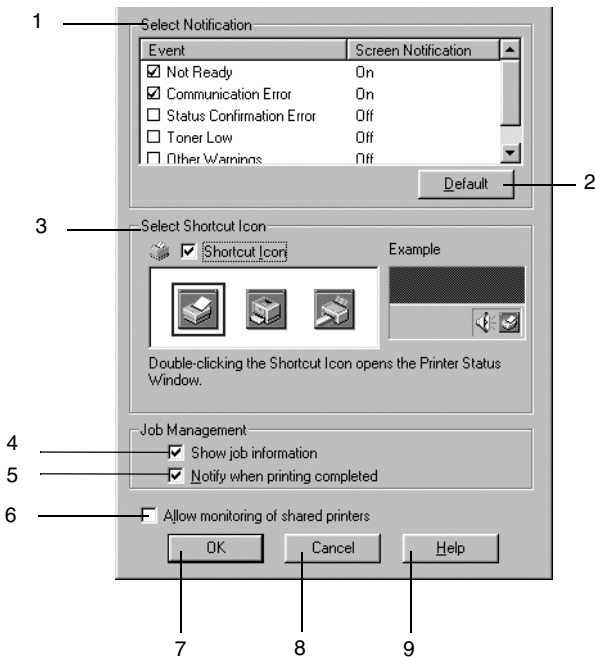 1
Select Notification
Event Screen Notification
Not Ready On
Communication Error On
Status Confirmation Error Off
Toner Low Off
Other Warnings Off
Default
2
3
Select Shortcut Icon
Shortcut Icon
Example
Double-clicking the Shortcut Icon opens the Printer Status
Window.
Job Management
4
Show job information
5
Notify when printing completed
6
Allow monitoring of shared printers
OK Cancel Help
7 8 9